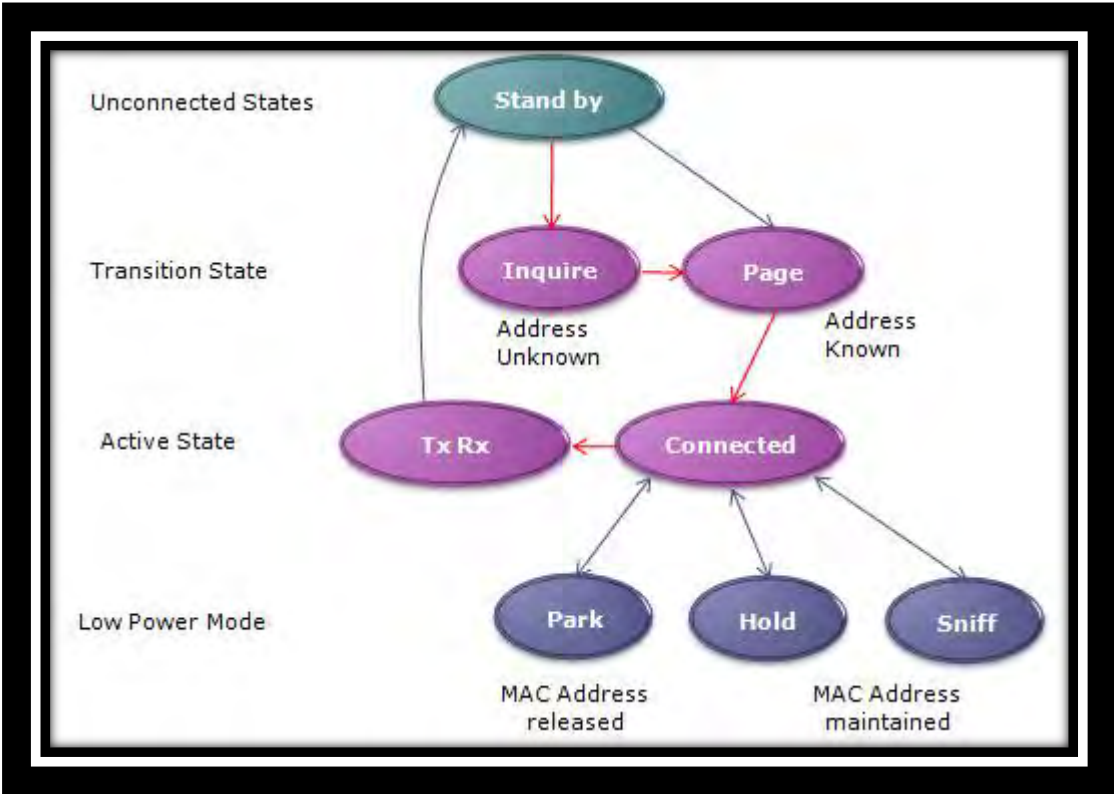 Unconnected States
Stand by
Transition State
Inquire
Page
Address
Unknown
Address
Known
Active State
Tx Rx
Connected
Low Power Mode
Park
Hold
Sniff
MAC Address
released
MAC Address
maintained